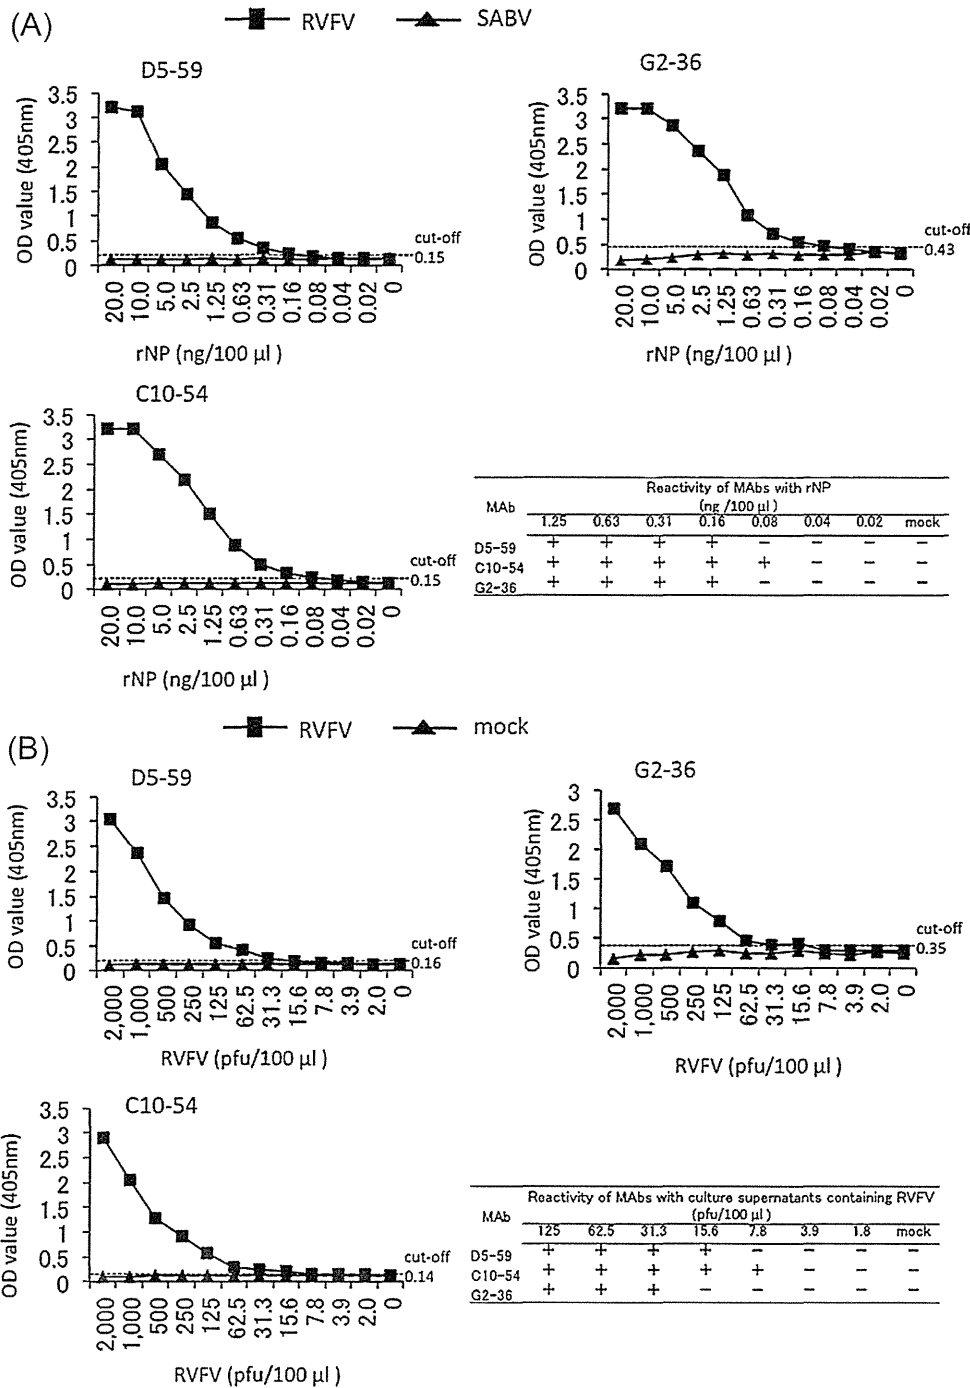 (A)
RVFV SABV
D5-59
OD value (405nm)
3.5
3
2.5
2
1.5
1
0.5
0
cut-off
0.15
20.0 10.0 5.0 2.5 1.25 0.63 0.31 0.16 0.08 0.04 0.02 0
rNP (ng/100 µl )
G2-36
OD value (405nm)
3.5
3
2.5
2
1.5
1
0.5
0
cut-off
0.43
20.0 10.0 5.0 2.5 1.25 0.63 0.31 0.16 0.08 0.04 0.02 0
rNP (ng/100 µl )
C10-54
OD value (405nm)
3.5
3
2.5
2
1.5
1
0.5
0
cut-off
0.15
20.0 10.0 5.0 2.5 1.25 0.63 0.31 0.16 0.08 0.04 0.02 0
rNP (ng/100 µl )
Reactivity of MAbs with rNP
MAb (ng /100 µl )
1.25 0.63 0.31 0.16 0.08 0.04 0.02 mock
D5-59 + + + + - - - -
C10-54 + + + + + - - -
G2-36 + + + + - - - -
(B)
RVFV mock
D5-59
OD value (405nm)
3.5
3
2.5
2
1.5
1
0.5
0
cut-off
0.16
2,000 1,000 500 250 125 62.5 31.3 15.6 7.8 3.9 2.0 0
RVFV (pfu/100 µl )
G2-36
OD value (405nm)
3
2.5
2
1.5
1
0.5
0
cut-off
0.35
2,000 1,000 500 250 125 62.5 31.3 15.6 7.8 3.9 2.0 0
RVFV (pfu/100 µl )
C10-54
OD value (405nm)
3.5
3
2.5
2
1.5
1
0.5
0
cut-off
0.14
2,000 1,000 500 250 125 62.5 31.3 15.6 7.8 3.9 2.0 0
RVFV (pfu/100 µl )
Reactivity of MAbs with culture supernatants containing RVFV
MAb (pfu/100 µl )
125 62.5 31.3 15.6 7.8 3.9 1.8 mock
D5-59 + + + + - - - -
C10-54 + + + + + - - -
G2-36 + + + - - - - -